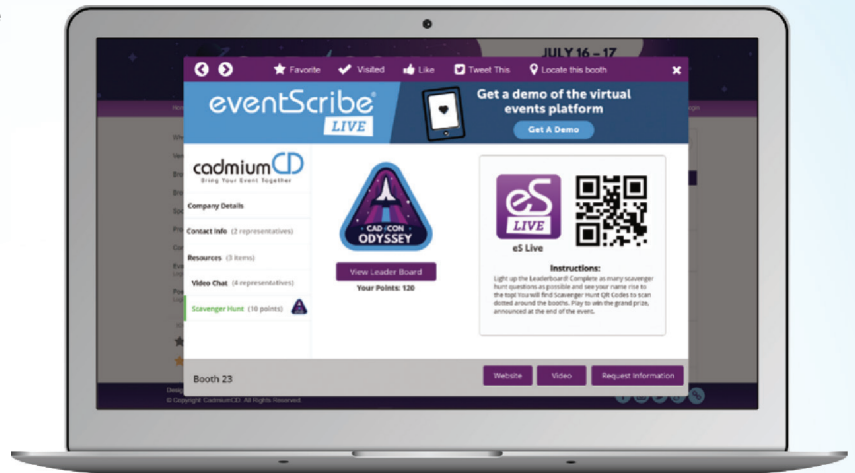 JULY 16 – 17
Favorite
Visited
Like
Tweet This
Locate this booth
eventScribe®
LIVE
Get a demo of the virtual
events platform
Get A Demo
cadmiumCD
Bring Your Event Together
Company Details
Contact Info (2 representatives)
Resources (3 items)
Video Chat (4 representatives)
Scavenger Hunt (10 points)
CAD CON
ODYSSEY
View Leader Board
Your Points: 120
eS
LIVE
eS Live
Instructions:
Light up the Leaderboard! Complete as many scavenger
hunt questions as possible and see your name rise to
the top! You will find Scavenger Hunt QR Codes to scan
dotted around the booths. Play to win the grand prize,
announced at the end of the event.
Booth 23
Website
Video
Request Information
© Copyright CadmiumCD. All Rights Reserved